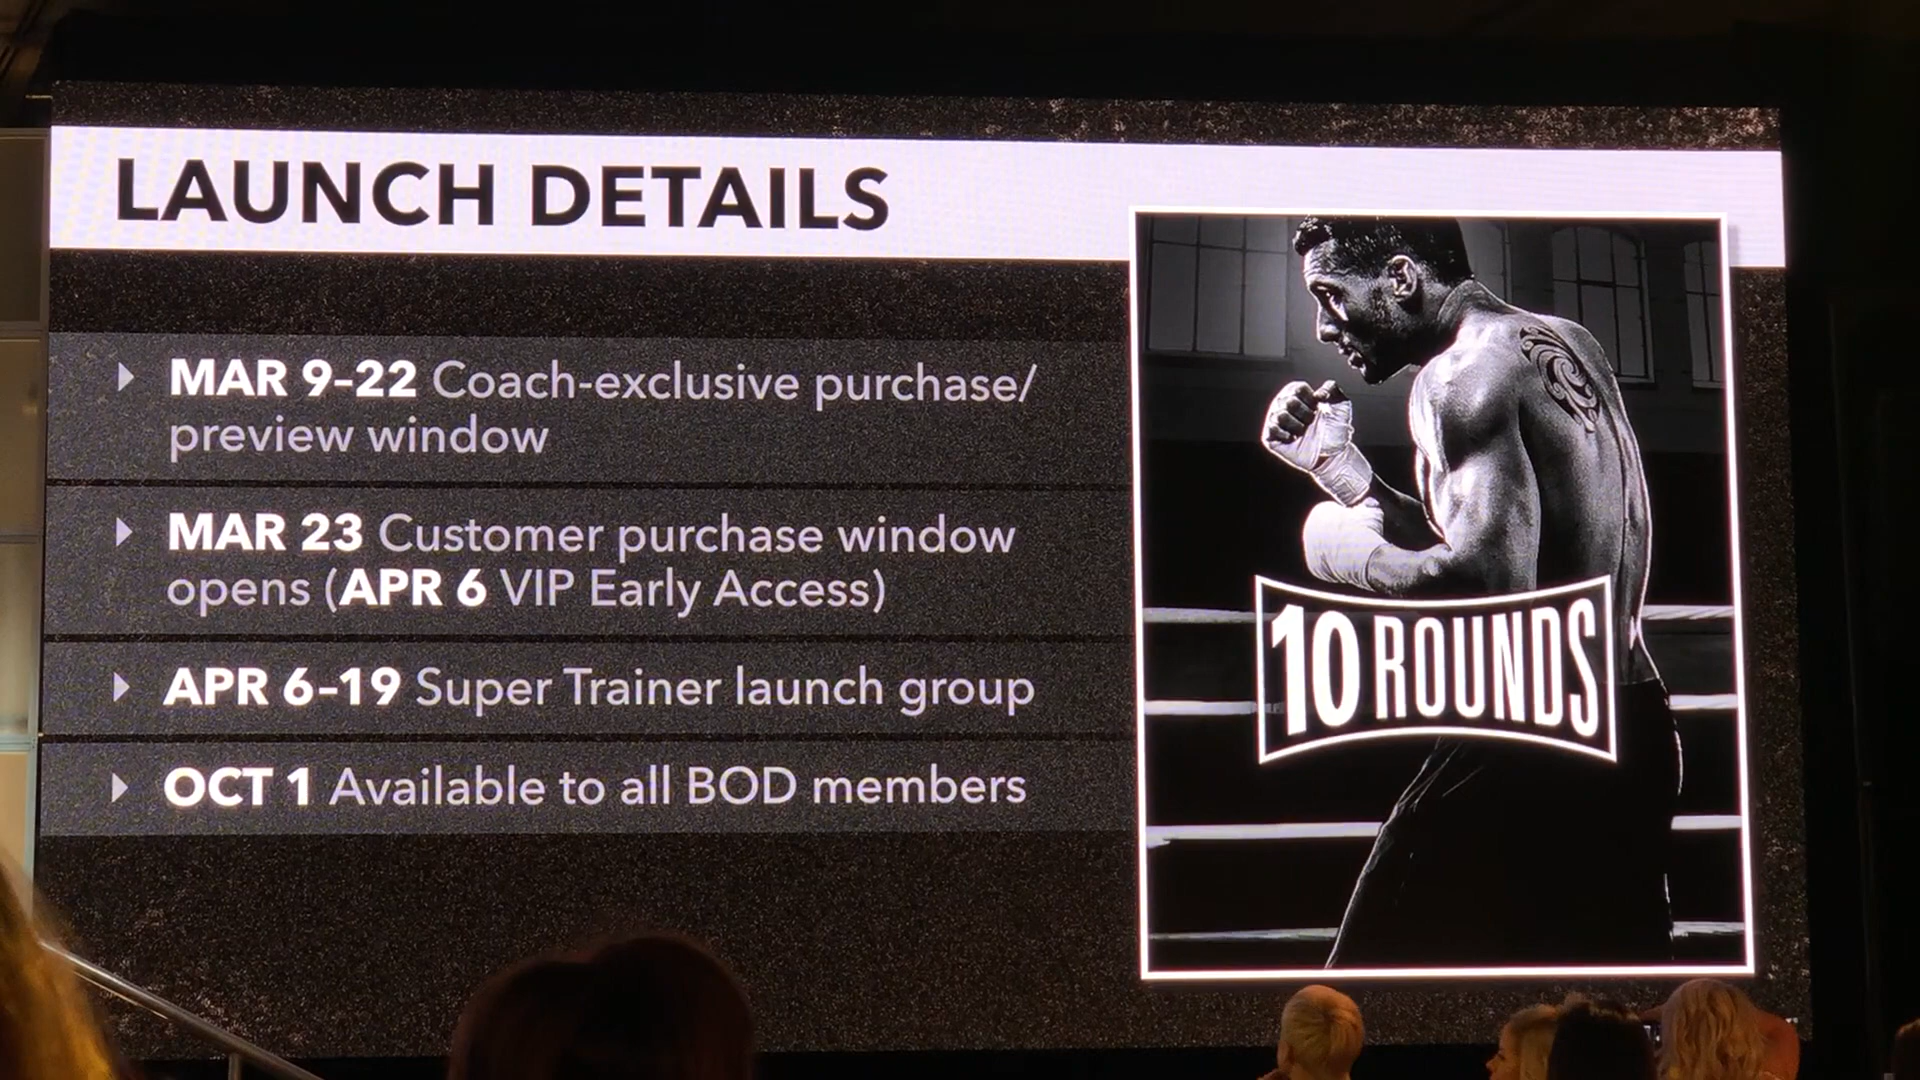 LAUNCH DETAILS
MAR 9-22 Coach-exclusive purchase/
preview window
MAR 23 Customer purchase window
opens (APR 6 VIP Early Access)
APR 6-19 Super Trainer launch group
OCT 1 Available to all BOD members
10 ROUNDS